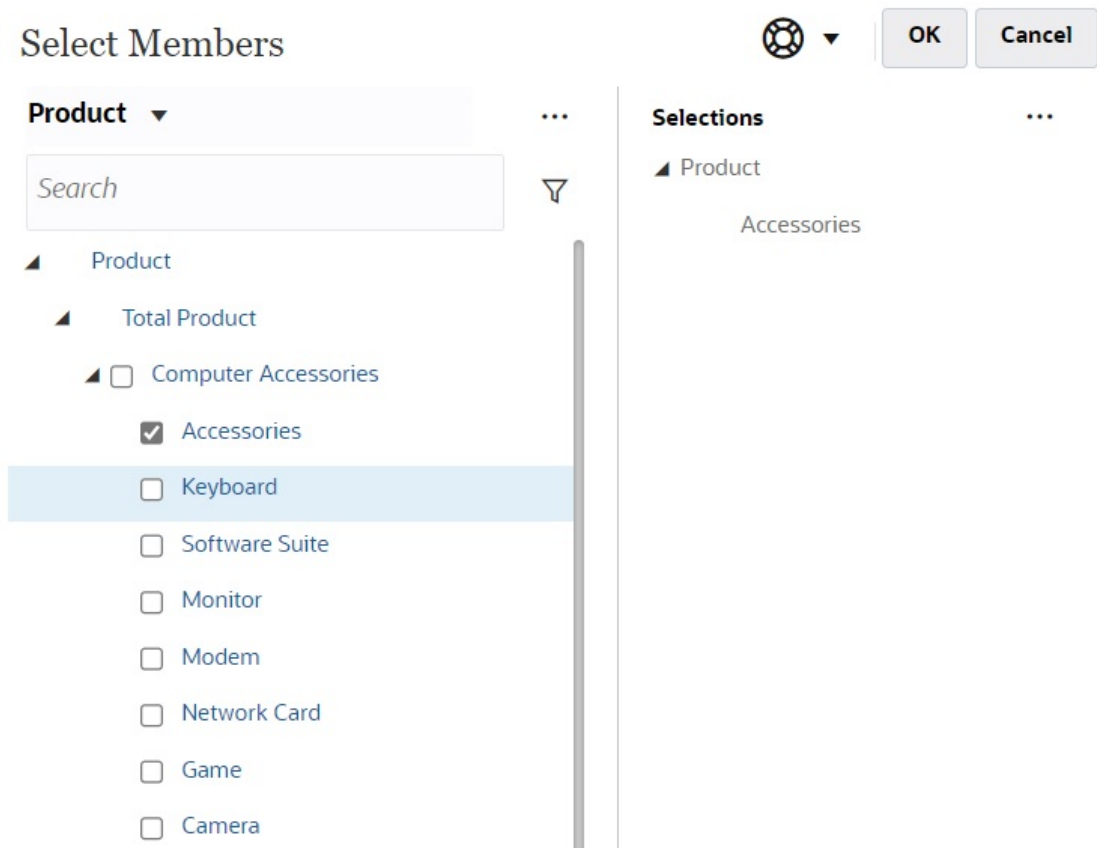 Select Members
OK
Cancel
Product
...
Search
Product
Total Product
Computer Accessories
Accessories
Keyboard
Software Suite
Monitor
Modem
Network Card
Game
Camera
Selections
...
Product
Accessories